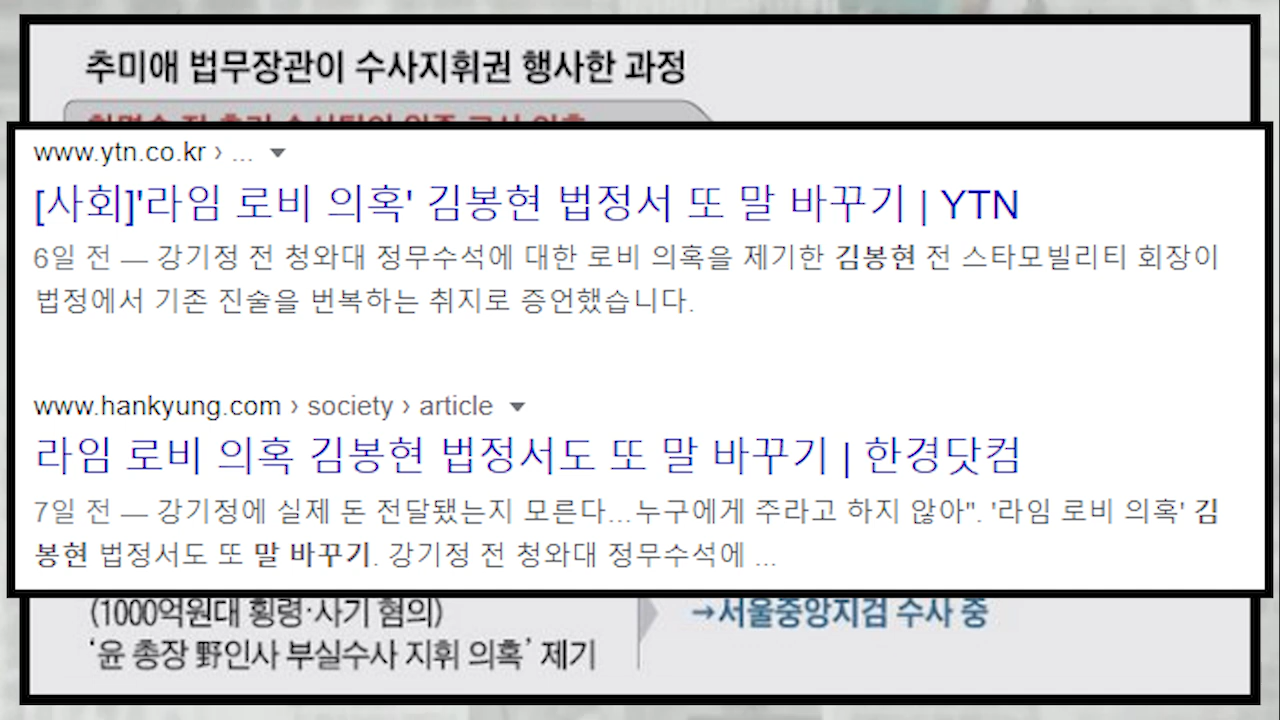 추미애 법무장관이 수사지휘권 행사한 과정
www.ytn.co.kr › ...
[사회]'라임 로비 의혹' 김봉현 법정서 또 말 바꾸기 | YTN
6일 전 — 강기정 전 청와대 정무수석에 대한 로비 의혹을 제기한 김봉현 전 스타모빌리티 회장이
법정에서 기존 진술을 번복하는 취지로 증언했습니다.
www.hankyung.com › society › article
라임 로비 의혹 김봉현 법정서도 또 말 바꾸기 | 한경닷컴
7일 전 — 강기정에 실제 돈 전달됐는지 모른다...누구에게 주라고 하지 않아". '라임 로비 의혹' 김
봉현 법정서도 또 말 바꾸기. 강기정 전 청와대 정무수석에 ...
(1000억원대 횡령·사기 혐의)
→서울중앙지검 수사 중
‘윤 총장 野인사 부실수사 지휘 의혹’ 제기